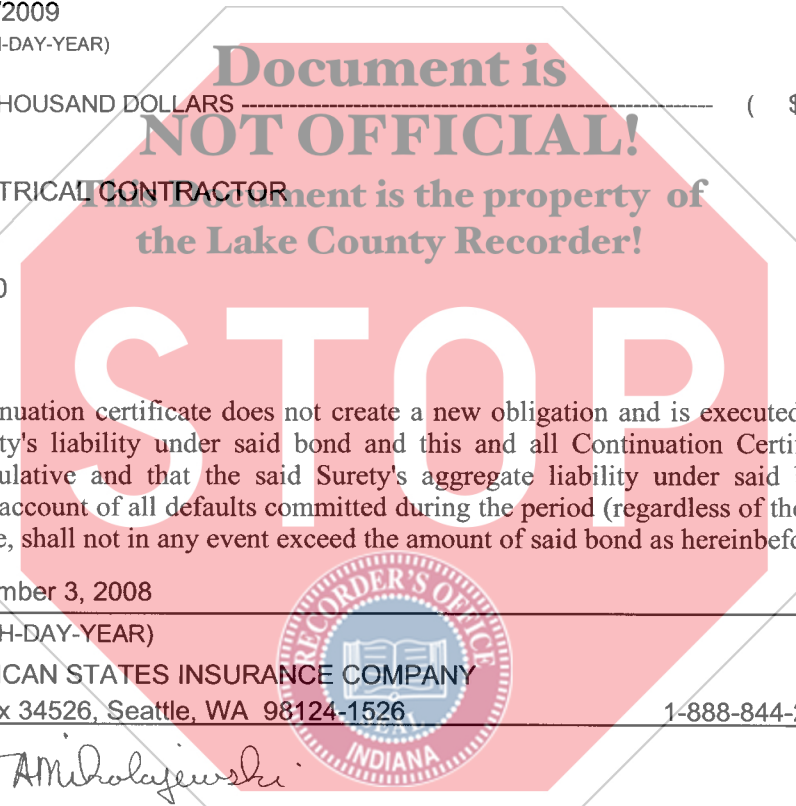 /2009
H-DAY-YEAR)
Document is
HOUSAND DOLLARS ---------------------------------------------------------- ( $
NOT OFFICIAL!
TRICAL CONTRACTOR
This Document is the property of
the Lake County Recorder!
0
STOP
nuation certificate does not create a new obligation and is executed
ty's liability under said bond and this and all Continuation Certi
ulative and that the said Surety's aggregate liability under said
account of all defaults committed during the period (regardless of the
e, shall not in any event exceed the amount of said bond as hereinbefo
mber 3, 2008
RECORDER'S OFFICE
H-DAY-YEAR)
ICAN STATES INSURANCE COMPANY
x 34526, Seattle, WA 98124-1526 1-888-844-2
SEAL
INDIANA
AMikolajewski